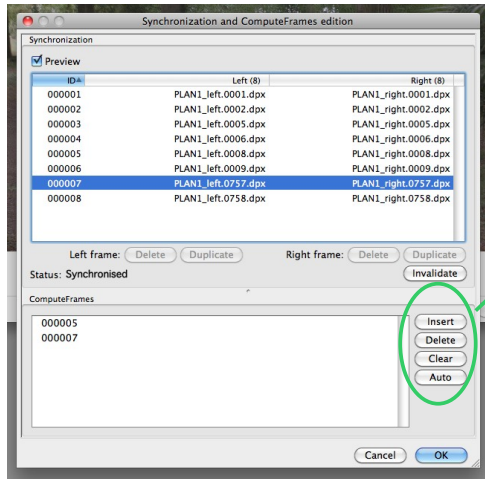 Synchronization and ComputeFrames edition
Synchronization
Preview
ID Left (8) Right (8)
000001 PLAN1_left.0001.dpx PLAN1_right.0001.dpx
000002 PLAN1_left.0002.dpx PLAN1_right.0002.dpx
000003 PLAN1_left.0005.dpx PLAN1_right.0005.dpx
000004 PLAN1_left.0006.dpx PLAN1_right.0006.dpx
000005 PLAN1_left.0008.dpx PLAN1_right.0008.dpx
000006 PLAN1_left.0009.dpx PLAN1_right.0009.dpx
000007 PLAN1_left.0757.dpx PLAN1_right.0757.dpx
000008 PLAN1_left.0758.dpx PLAN1_right.0758.dpx
Left frame: Delete Duplicate Right frame: Delete Duplicate
Status: Synchronised Invalidate
ComputeFrames
000005
000007
Insert
Delete
Clear
Auto
Cancel OK